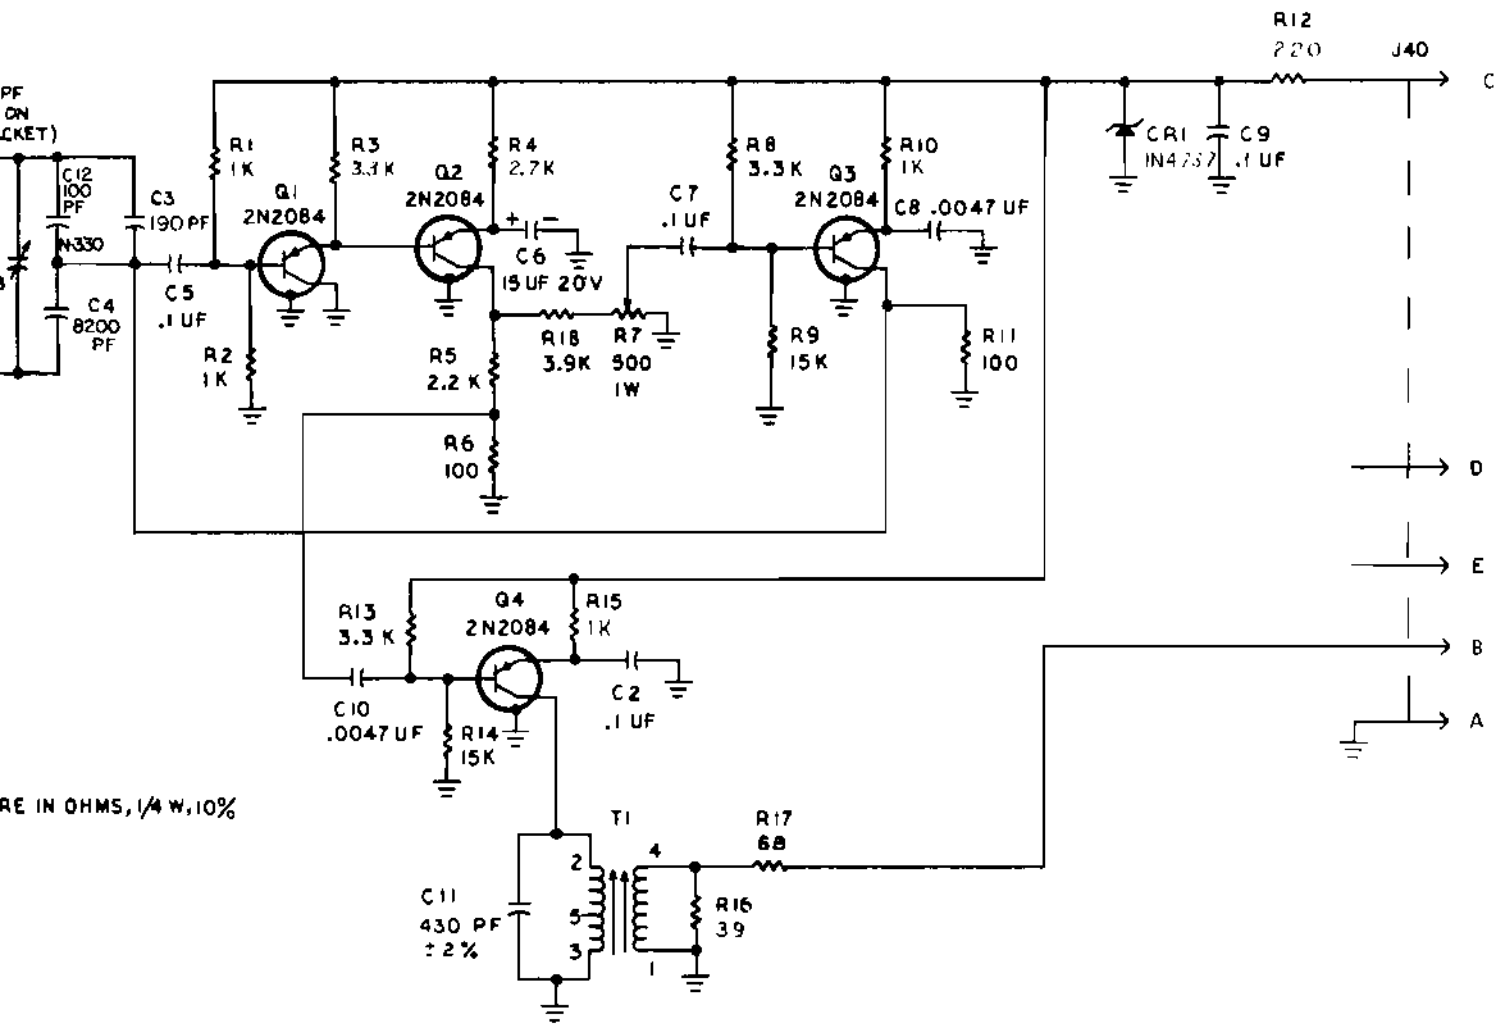 R12
220
J40
C
PF
ON
CKET)
C12
100
PF
N330
C3
190 PF
C4
8200
PF
C5
.1 UF
R1
1K
R2
1K
Q1
2N2084
R3
3.3K
Q2
2N2084
R4
2.7K
+
C6
15 UF 20V
R5
2.2 K
R6
100
R18
3.9K
R7
500
1W
C7
.1 UF
R8
3.3K
R9
15K
Q3
2N2084
R10
1K
C8 .0047 UF
R11
100
CR1
C9
.1 UF
D
E
B
A
R13
3.3 K
Q4
2N2084
R15
1K
C10
.0047 UF
R14
15K
C2
.1 UF
RE IN OHMS, 1/4 W, 10%
T1
2
5
3
4
1
C11
430 PF
±2%
R17
68
R16
39